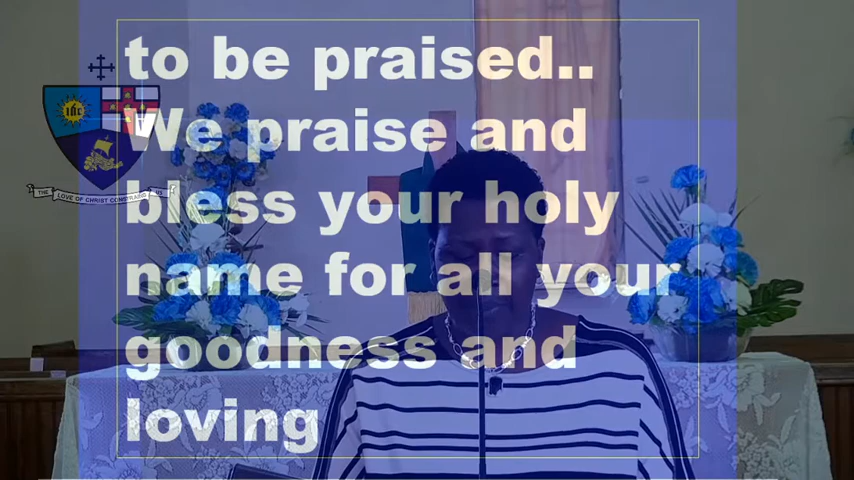 to be praised..
We praise and
bless your holy
name for all your
goodness and
loving
THE LOVE OF CHRIST CONSTRAINS US